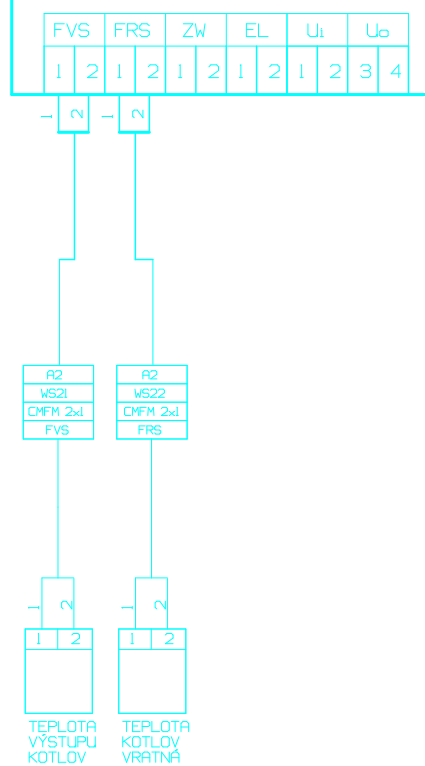 FVS FRS ZW EL Ui Uo
1 2 1 2 1 2 1 2 1 2 3 4
1 2 1 2
A2 A2
WS21 WS22
CMFM 2x1 CMFM 2x1
FVS FRS
1 2 1 2
1 2 1 2
TEPLOTA
VÝSTUPU
KOTLOV
TEPLOTA
KOTLOV
VRATNÁ